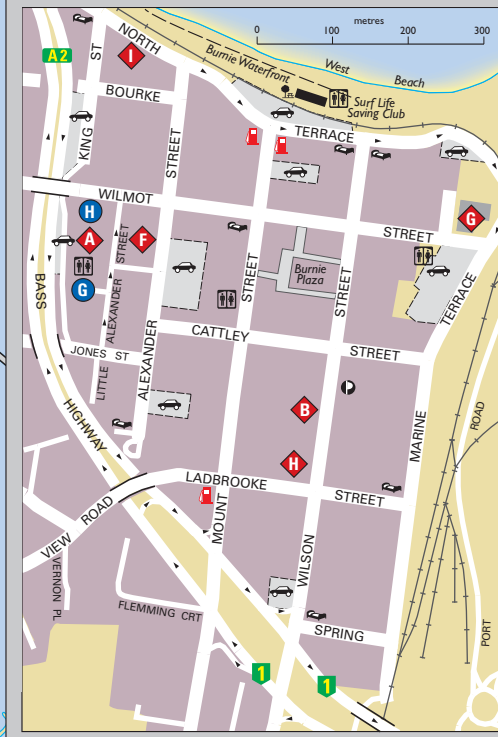 metres
0 100 200 300
A2
ST
I
NORTH
Burnie Waterfront
West
Beach
BOURKE
KING
Surf Life
Saving Club
TERRACE
STREET
WILMOT
STREET
H
A
F
G
STREET
G
BASS
ALEXANDER
LITTLE
STREET
Burnie
Plaza
STREET
TERRACE
JONES ST
ALEXANDER
CATTLEY
STREET
HIGHWAY
B
H
MARINE
ROAD
LADBROOKE
STREET
VIEW ROAD
MOUNT
WILSON
VERNON PL
FLEMMING CRT
SPRING
PORT
1
1